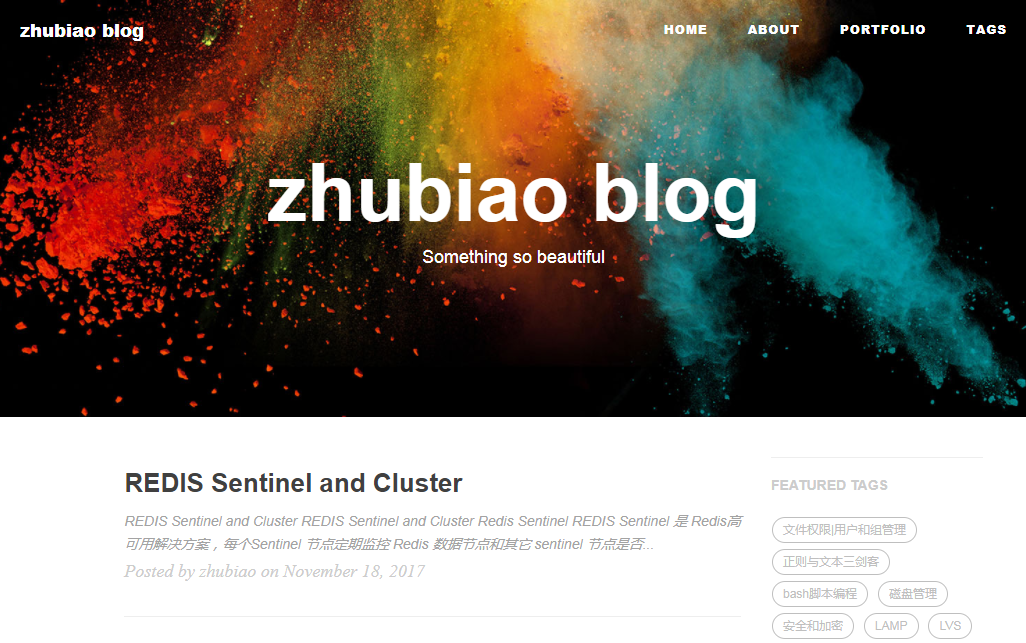 zhubiao blog
HOME ABOUT PORTFOLIO TAGS
zhubiao blog
Something so beautiful
REDIS Sentinel and Cluster
REDIS Sentinel and Cluster REDIS Sentinel and Cluster Redis Sentinel REDIS Sentinel 是 Redis高
可用解决方案，每个Sentinel 节点定期监控 Redis 数据节点和其它 sentinel 节点是否...
Posted by zhubiao on November 18, 2017
FEATURED TAGS
文件权限|用户和组管理
正则与文本三剑客
bash脚本编程 磁盘管理
安全和加密 LAMP LVS